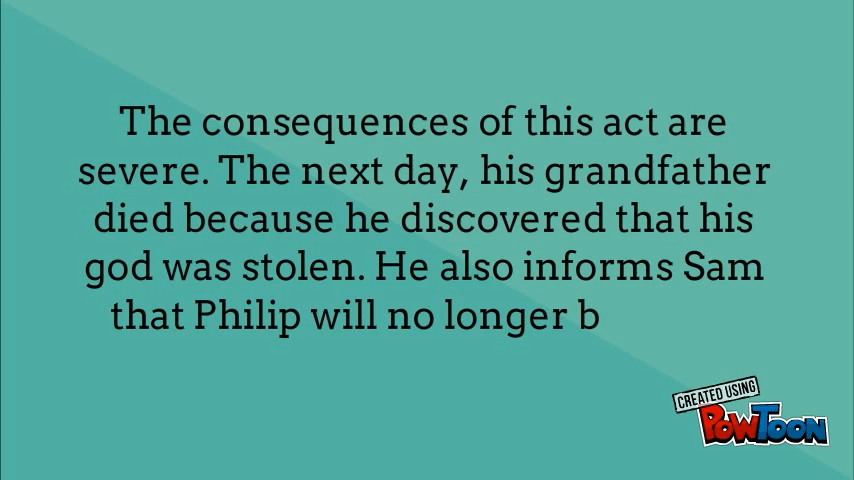 The consequences of this act are
severe. The next day, his grandfather
died because he discovered that his
god was stolen. He also informs Sam
that Philip will no longer b
CREATED USING
POWTOON